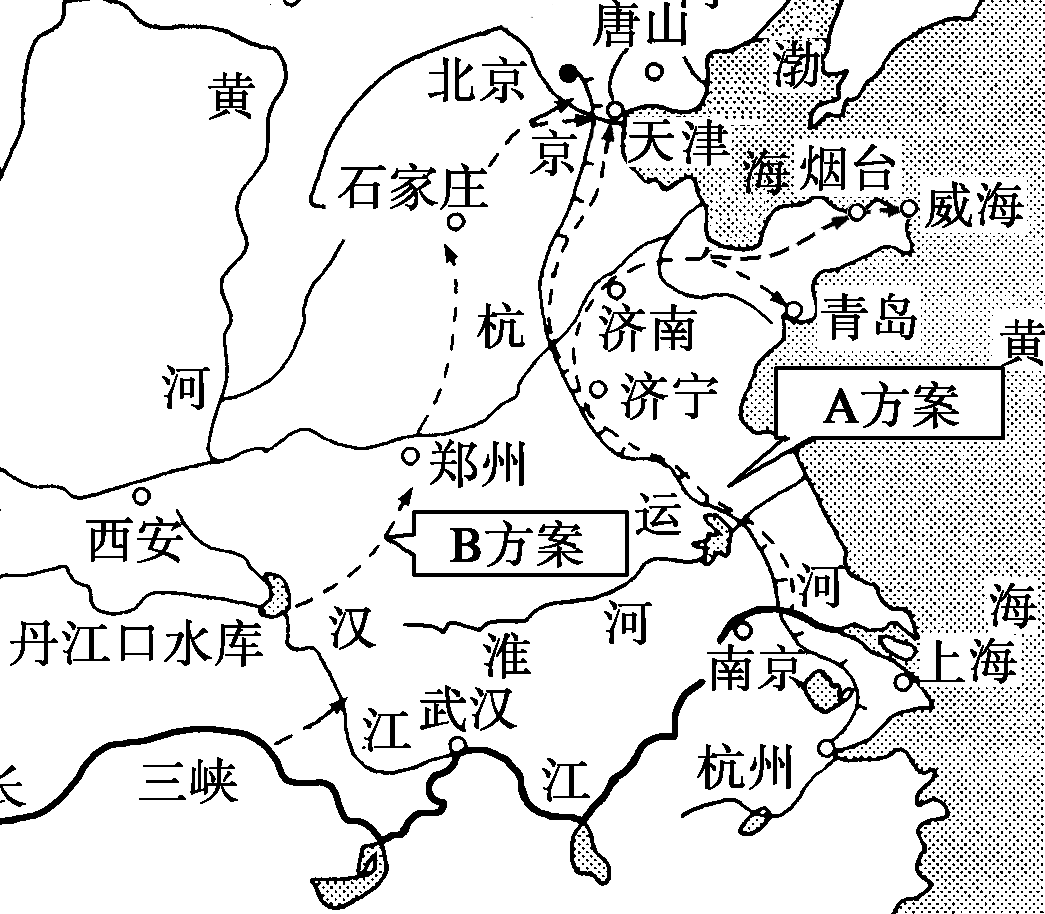 唐山
渤
海
北京
黄
河
天津
京
石家庄
烟台
威海
杭
济南
青岛
黄
海
济宁
A方案
郑州
西安
运
B方案
河
丹江口水库
汉
江
淮
河
南京
上海
武汉
长
三峡
江
杭州